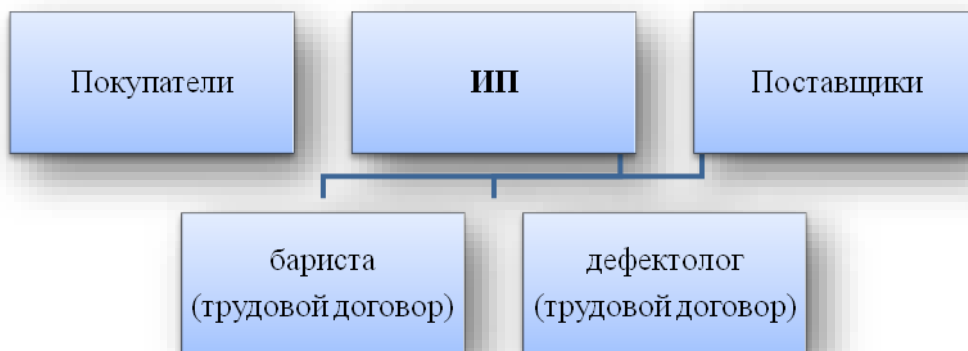 Покупатели
ИП
Поставщики
бариста
(трудовой договор)
дефектолог
(трудовой договор)